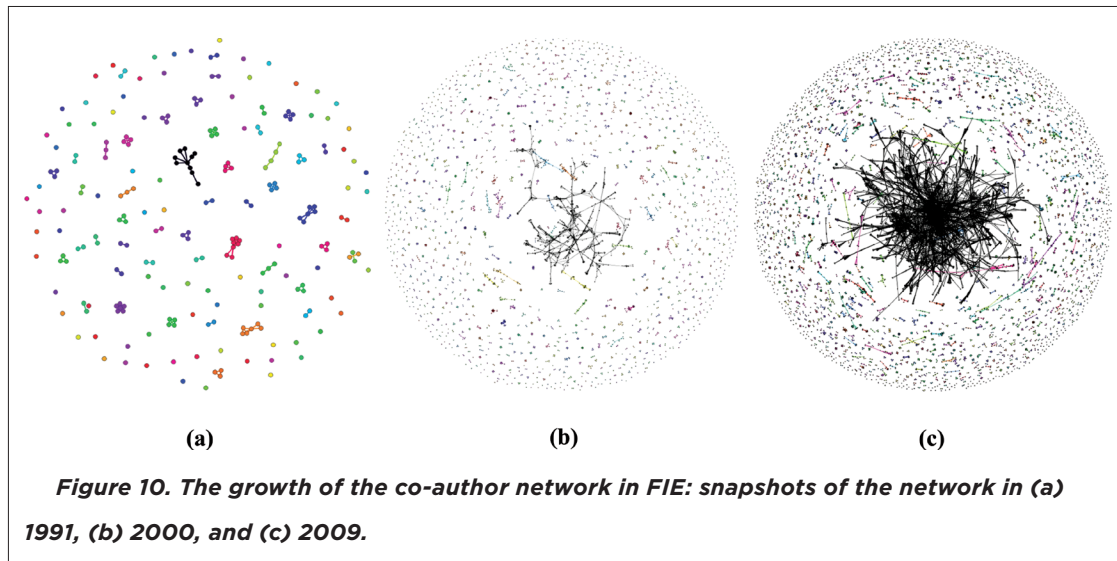 (a)
(b)
(c)
Figure 10. The growth of the co-author network in FIE: snapshots of the network in (a)
1991, (b) 2000, and (c) 2009.